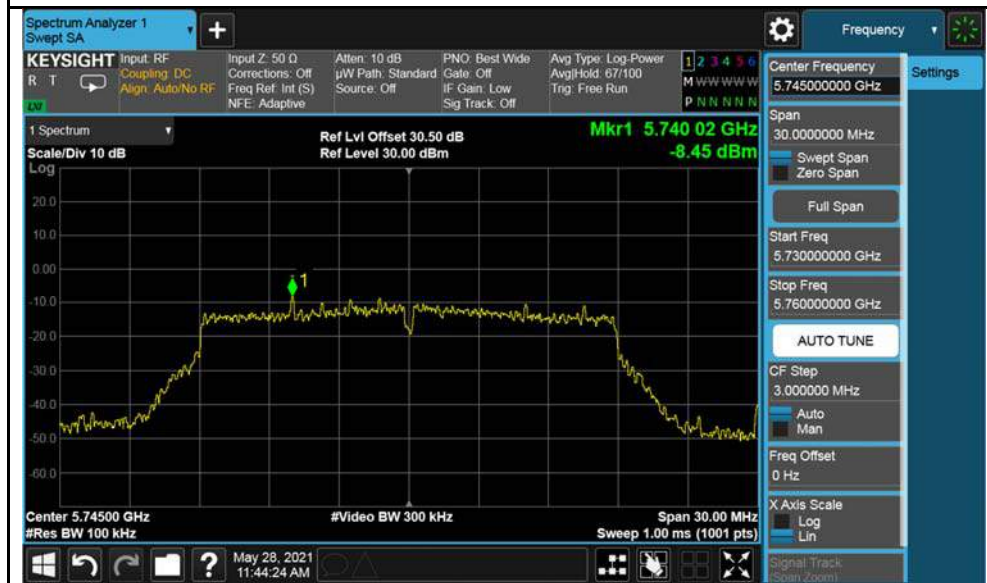 Spectrum Analyzer 1
Swept SA
+
Frequency
KEYSIGHT
R T
LXI
Input: RF
Coupling: DC
Align: Auto/No RF
Input Z: 50 Ω
Corrections: Off
Freq Ref: Int (S)
NFE: Adaptive
Atten: 10 dB
µW Path: Standard
Source: Off
PNO: Best Wide
Gate: Off
IF Gain: Low
Sig Track: Off
Avg Type: Log-Power
Avg|Hold: 67/100
Trig: Free Run
1 2 3 4 5 6
M W W W W W
P N N N N N
1 Spectrum
Scale/Div 10 dB
Log
Ref Lvl Offset 30.50 dB
Ref Level 30.00 dBm
Mkr1 5.740 02 GHz
-8.45 dBm
20.0
10.0
0.00
1
-10.0
-20.0
-30.0
-40.0
-50.0
-60.0
Center 5.74500 GHz
#Res BW 100 kHz
#Video BW 300 kHz
Span 30.00 MHz
Sweep 1.00 ms (1001 pts)
?
May 28, 2021
11:44:24 AM
Center Frequency
5.745000000 GHz
Span
30.0000000 MHz
Swept Span
Zero Span
Full Span
Start Freq
5.730000000 GHz
Stop Freq
5.760000000 GHz
AUTO TUNE
CF Step
3.000000 MHz
Auto
Man
Freq Offset
0 Hz
X Axis Scale
Log
Lin
Signal Track
(Span Zoom)
Settings